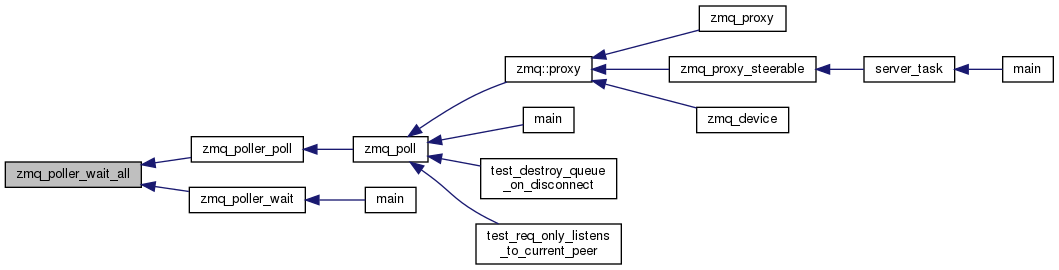 zmq_poller_wait_all
zmq_poller_poll
zmq_poller_wait
zmq_poll
main
zmq::proxy
main
test_destroy_queue
_on_disconnect
test_req_only_listens
_to_current_peer
zmq_proxy
zmq_proxy_steerable
zmq_device
server_task
main